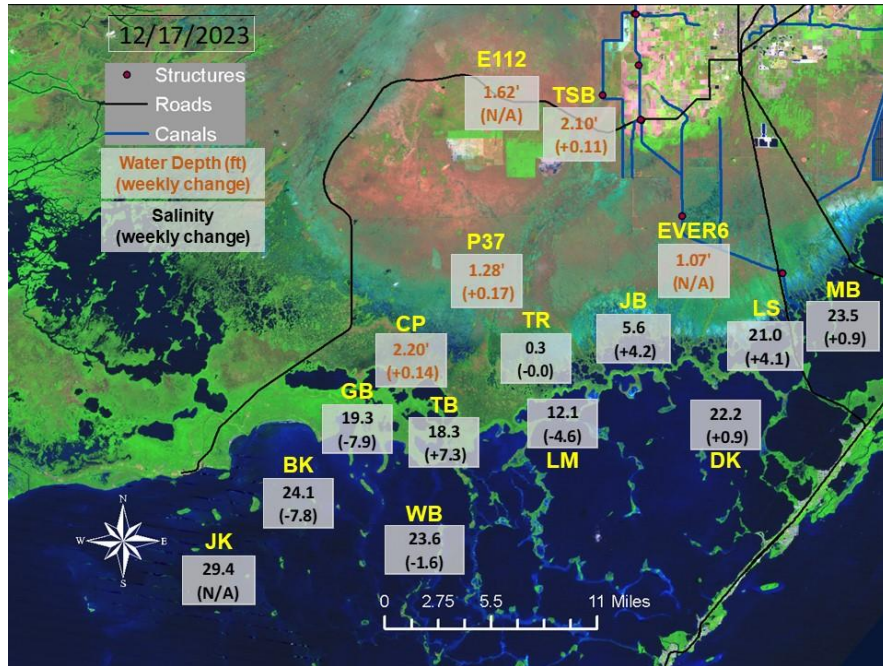 12/17/2023
Structures
Roads
Canals
Water Depth (ft)
(weekly change)
Salinity
(weekly change)
E112
1.62'
(N/A)
TSB
2.10'
(+0.11)
P37
1.28'
(+0.17)
EVER6
1.07'
(N/A)
CP
2.20'
(+0.14)
TR
0.3
(-0.0)
JB
5.6
(+4.2)
LS
21.0
(+4.1)
MB
23.5
(+0.9)
GB
19.3
(-7.9)
TB
18.3
(+7.3)
12.1
(-4.6)
LM
22.2
(+0.9)
DK
BK
24.1
(-7.8)
WB
23.6
(-1.6)
JK
29.4
(N/A)
N
W
E
S
0 2.75 5.5 11 Miles